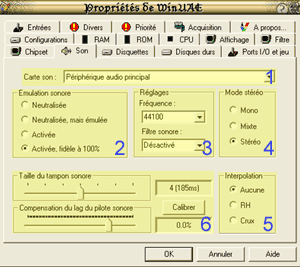 Propriétés de WinUAE
Entrées Divers Priorité Acquisition A propos...
Configurations RAM ROM CPU Affichage Filtre
Chipset Son Disquettes Disques durs Ports I/O et jeu
Carte son : Périphérique audio principal 1
Emulation sonore Réglages Mode stéréo
Neutralisée Fréquence : Mono
Neutralisée, mais émulée 44100 Mixte
Activée Filtre sonore : Stéréo
Activée, fidèle à 100% 2 Désactivé 3 4
Taille du tampon sonore 4 (185ms) Interpolation
Aucune
Calibrer RH
Compensation du lag du pilote sonore 0.0% 6 Crux 5
OK Annuler Aide